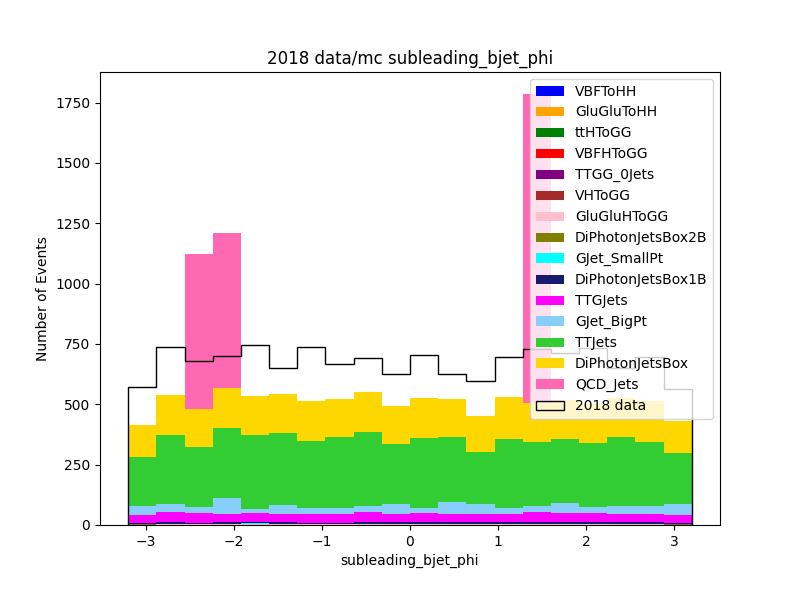 2018 data/mc subleading_bjet_phi
Number of Events
1750
1500
1250
1000
750
500
250
0
−3
−2
−1
0
1
2
3
subleading_bjet_phi
VBFToHH
GluGluToHH
ttHToGG
VBFHToGG
TTGG_0Jets
VHToGG
GluGluHToGG
DiPhotonJetsBox2B
GJet_SmallPt
DiPhotonJetsBox1B
TTGJets
GJet_BigPt
TTJets
DiPhotonJetsBox
QCD_Jets
2018 data